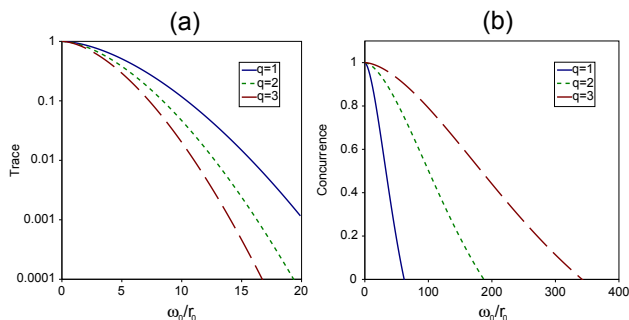 (a) (b)
1
0.1
0.01
0.001
0.0001
Trace
q=1
q=2
q=3
0 5 10 15 20
ω₀/r₀
1
0.8
0.6
0.4
0.2
0
Concurrence
q=1
q=2
q=3
0 100 200 300 400
ω₀/r₀